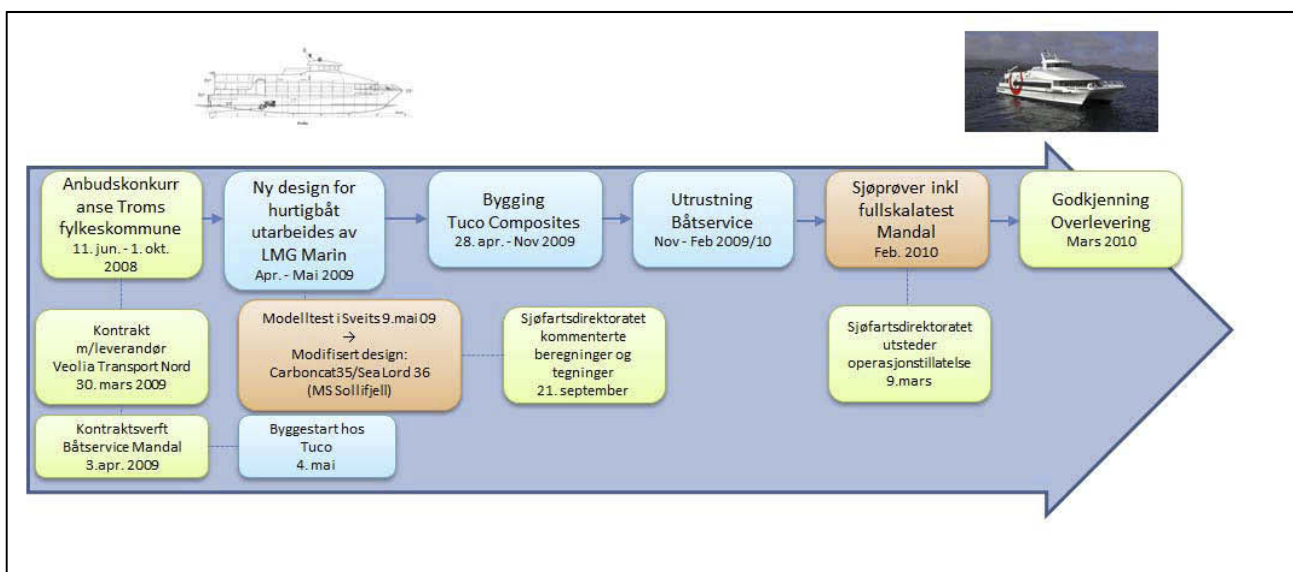 Anbudskonkurr
anse Troms
fylkeskommune
11. jun. - 1. okt.
2008
Ny design for
hurtigbåt
utarbeides av
LMG Marin
Apr. - Mai 2009
Bygging
Tuco Composites
28. apr. - Nov 2009
Utrustning
Båtservice
Nov - Feb 2009/10
Sjøprøver inkl
fullskalatest
Mandal
Feb. 2010
Godkjenning
Overlevering
Mars 2010
Kontrakt
m/leverandør
Veolia Transport Nord
30. mars 2009
Modelltest i Sveits 9.mai 09
→
Modifisert design:
Carboncat35/Sea Lord 36
(MS Sollifjell)
Sjøfartsdirektoratet
kommenterte
beregninger og
tegninger
21. september
Sjøfartsdirektoratet
utsteder
operasjonstillatelse
9.mars
Kontraktsverft
Båtservice Mandal
3.apr. 2009
Byggestart hos
Tuco
4. mai